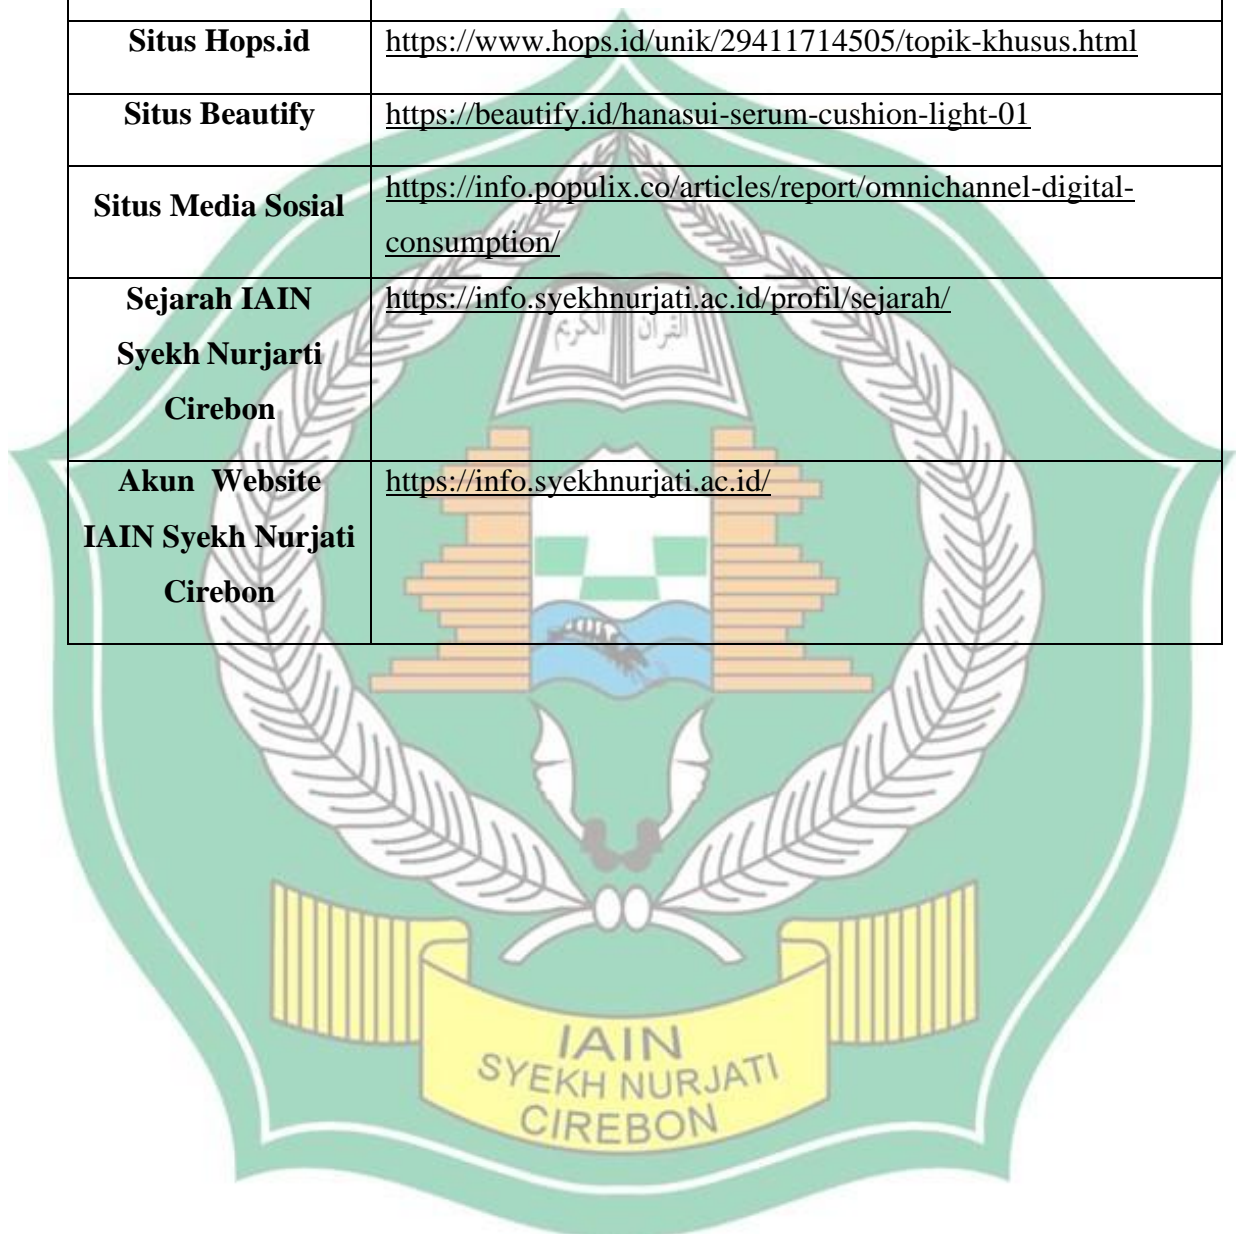 Situs Hops.id
https://www.hops.id/unik/29411714505/topik-khusus.html
Situs Beautify
https://beautify.id/hanasui-serum-cushion-light-01
Situs Media Sosial
https://info.populix.co/articles/report/omnichannel-digital-
consumption/
Sejarah IAIN
Syekh Nurjarti
Cirebon
https://info.syekhnurjati.ac.id/profil/sejarah/
Akun Website
IAIN Syekh Nurjati
Cirebon
https://info.syekhnurjati.ac.id/
القرآن الكريم
IAIN
SYEKH NURJATI
CIREBON